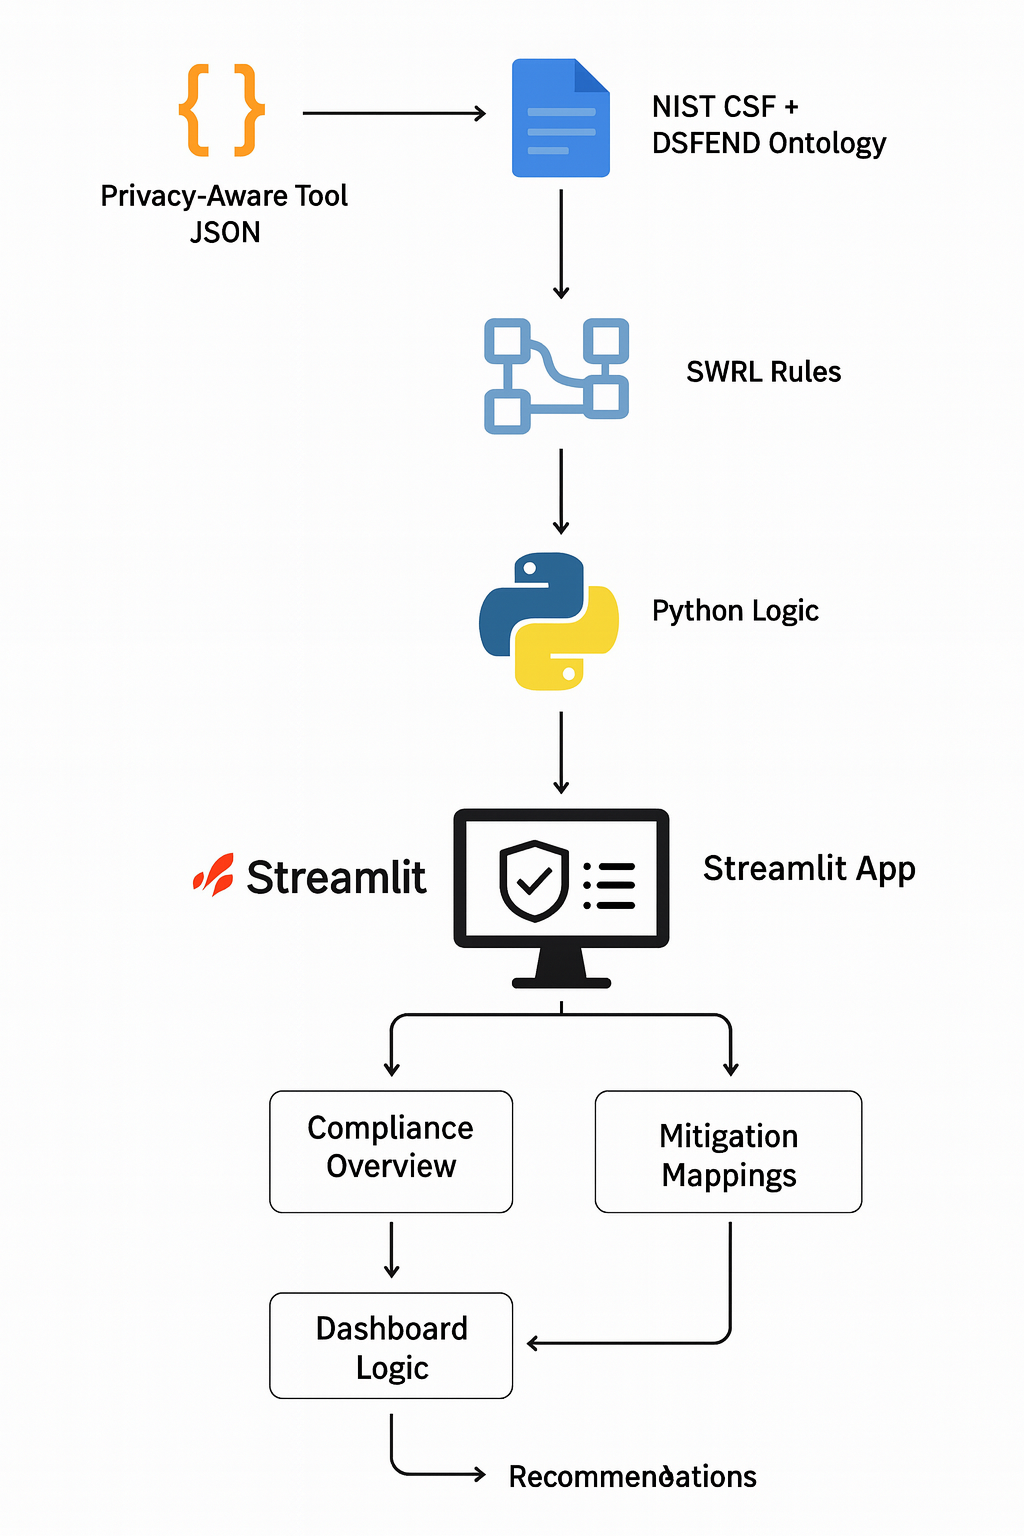 { }
Privacy-Aware Tool
JSON
NIST CSF +
DSFEND Ontology
SWRL Rules
Python Logic
Streamlit
Streamlit App
Compliance
Overview
Mitigation
Mappings
Dashboard
Logic